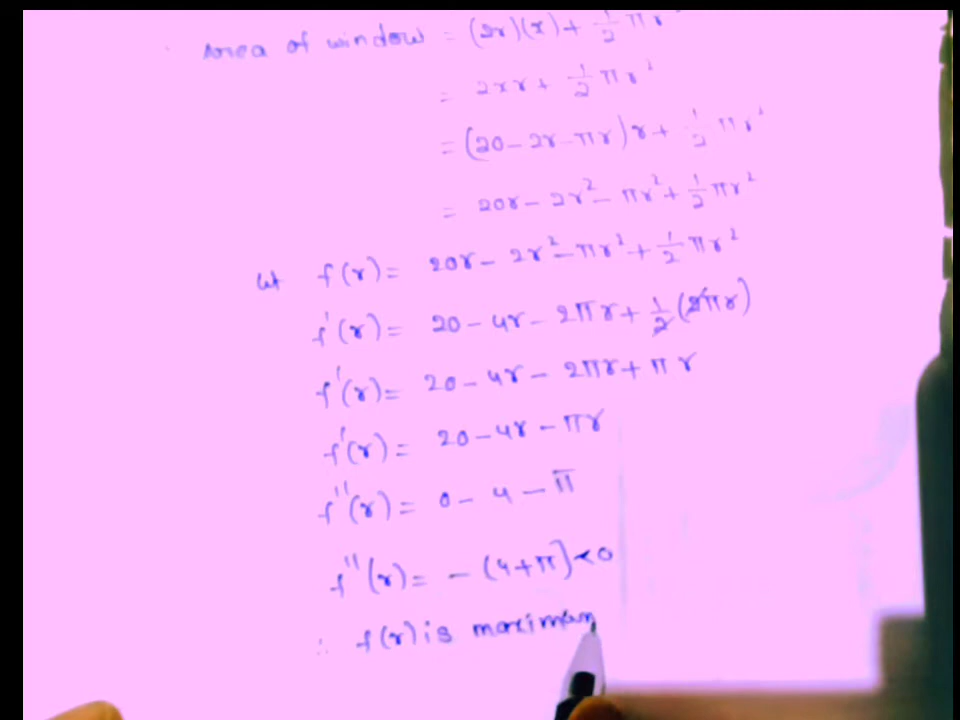 Area of window = (2r)(x) + 1/2 πr²
= 2xr + 1/2 πr²
= (20 - 2r - πr) r + 1/2 πr²
= 20r - 2r² - πr² + 1/2 πr²
let f(r) = 20r - 2r² - πr² + 1/2 πr²
f'(r) = 20 - 4r - 2πr + 1/2 (2πr)
f'(r) = 20 - 4r - 2πr + πr
f'(r) = 20 - 4r - πr
f''(r) = 0 - 4 - π
f''(r) = - (4 + π) < 0
∴ f(r) is maximum